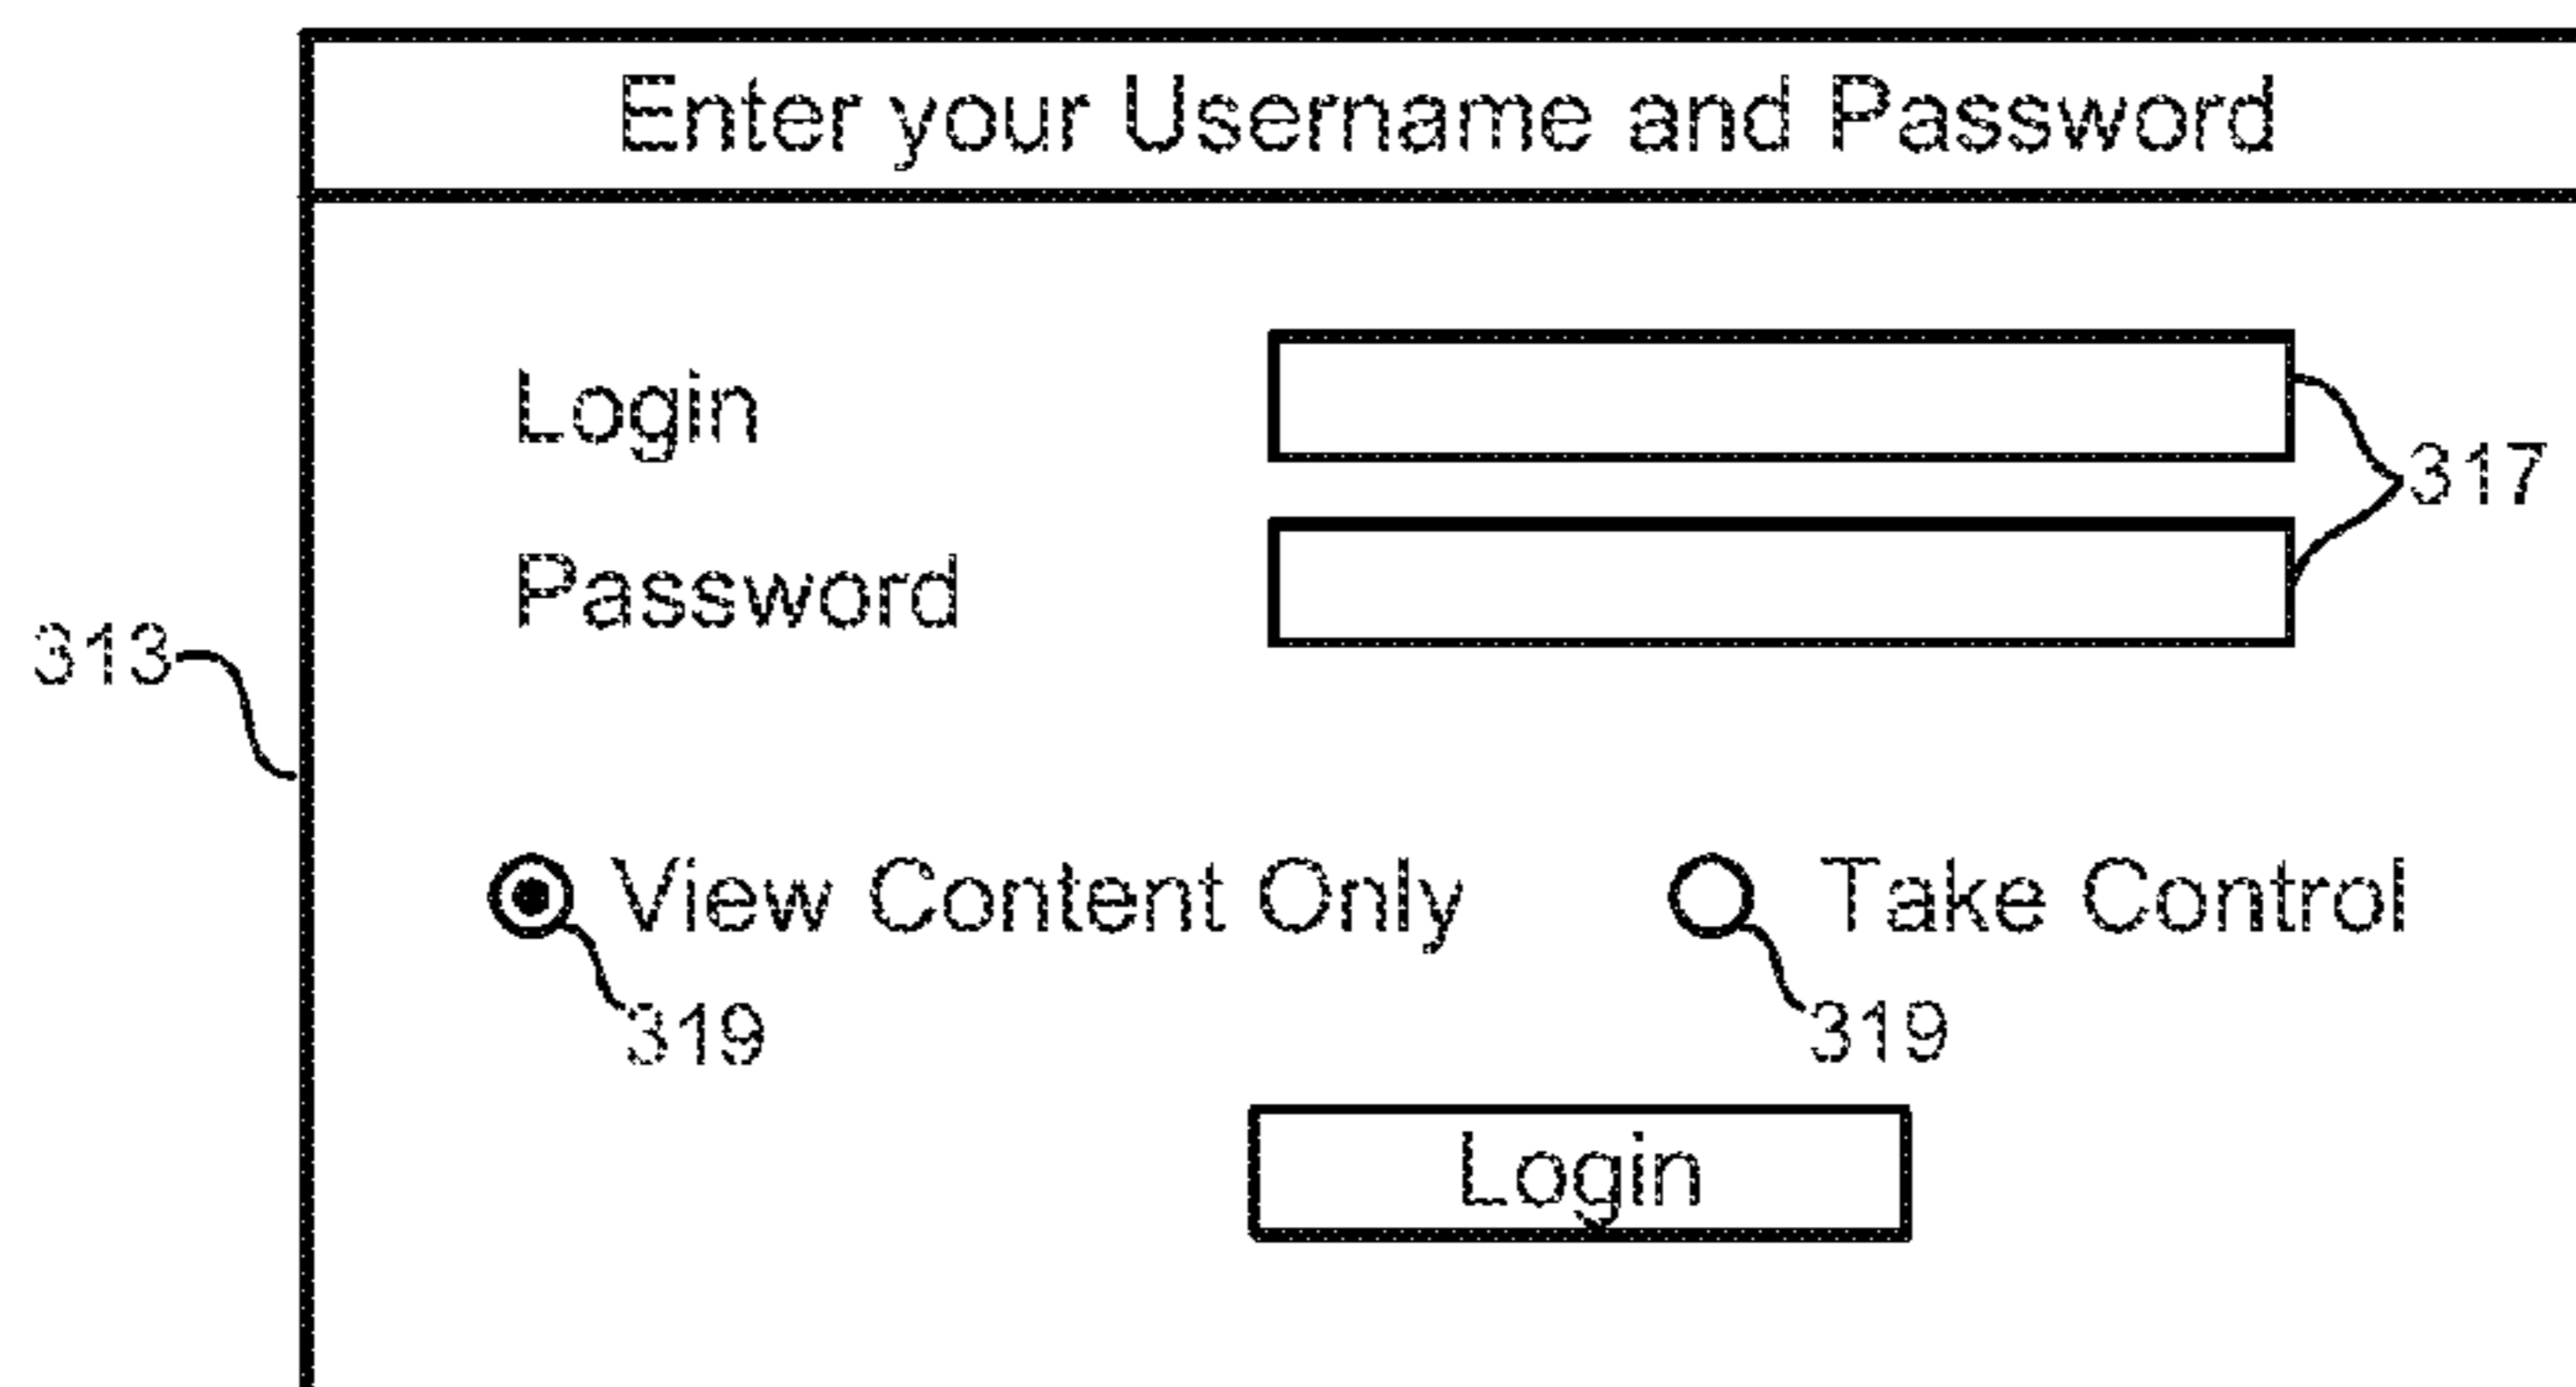 Enter your Username and Password
Login
317
Password
313
View Content Only Take Control
319 319
Login